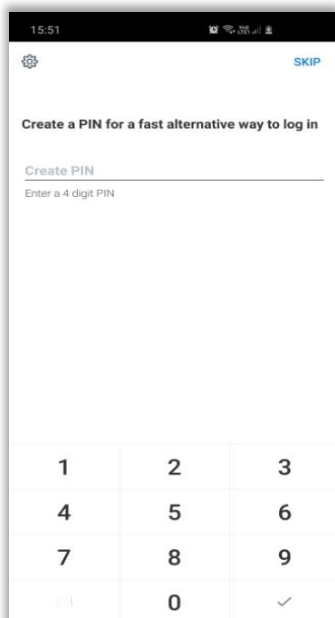 15:51
SKIP
Create a PIN for a fast alternative way to log in
Create PIN
Enter a 4 digit PIN
1 2 3
4 5 6
7 8 9
0